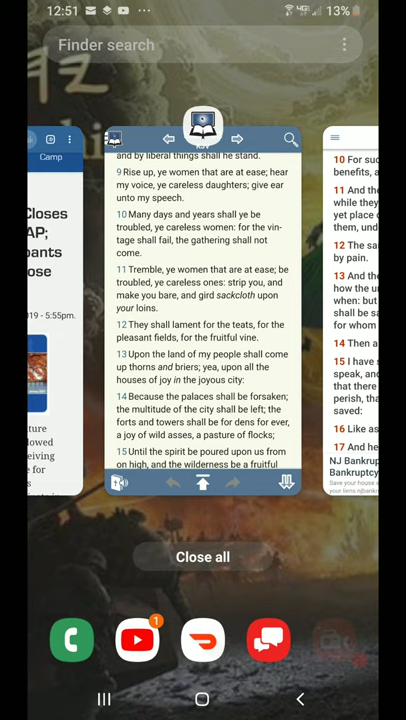 12:51
13%
Finder search
Camp
Closes
AP;
pants
ose
019 - 5:55pm.
ture
lowed
eiving
e for
KJV
and by liberal things shall he stand.
9 Rise up, ye women that are at ease; hear
my voice, ye careless daughters; give ear
unto my speech.
10 Many days and years shall ye be
troubled, ye careless women: for the vin-
tage shall fail, the gathering shall not
come.
11 Tremble, ye women that are at ease; be
troubled, ye careless ones: strip you, and
make you bare, and gird sackcloth upon
your loins.
12 They shall lament for the teats, for the
pleasant fields, for the fruitful vine.
13 Upon the land of my people shall come
up thorns and briers; yea, upon all the
houses of joy in the joyous city:
14 Because the palaces shall be forsaken;
the multitude of the city shall be left; the
forts and towers shall be for dens for ever,
a joy of wild asses, a pasture of flocks;
15 Until the spirit be poured upon us from
on high, and the wilderness be a fruitful
10 For suc
benefits, a
11 And the
while they
yet place o
them, und
12 The sa
by pain.
13 And the
how the u
when: but
shall be sa
for whom
14 Then a
15 I have s
speak, and
that there
perish, tha
saved:
16 Like as
17 And he
NJ Bankrup
Bankruptcy
Save your house a
your liens.njbankr
Close all
1